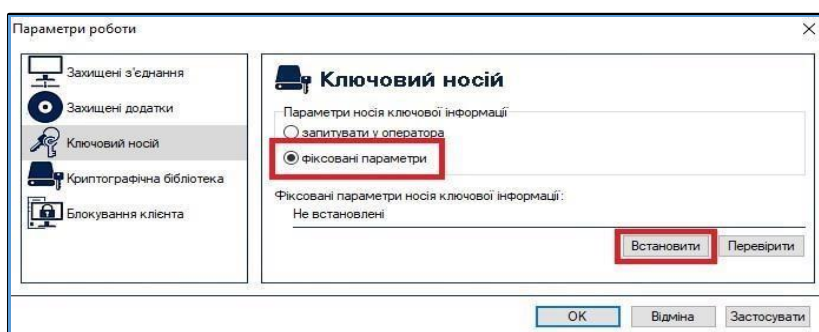 Параметри роботи
Захищені з'єднання
Захищені додатки
Ключовий носій
Криптографічна бібліотека
Блокування клієнта
Ключовий носій
Параметри носія ключової інформації
запитувати у оператора
фіксовані параметри
Фіксовані параметри носія ключової інформації:
Не встановлені
Встановити Перевірити
OK Відміна Застосувати